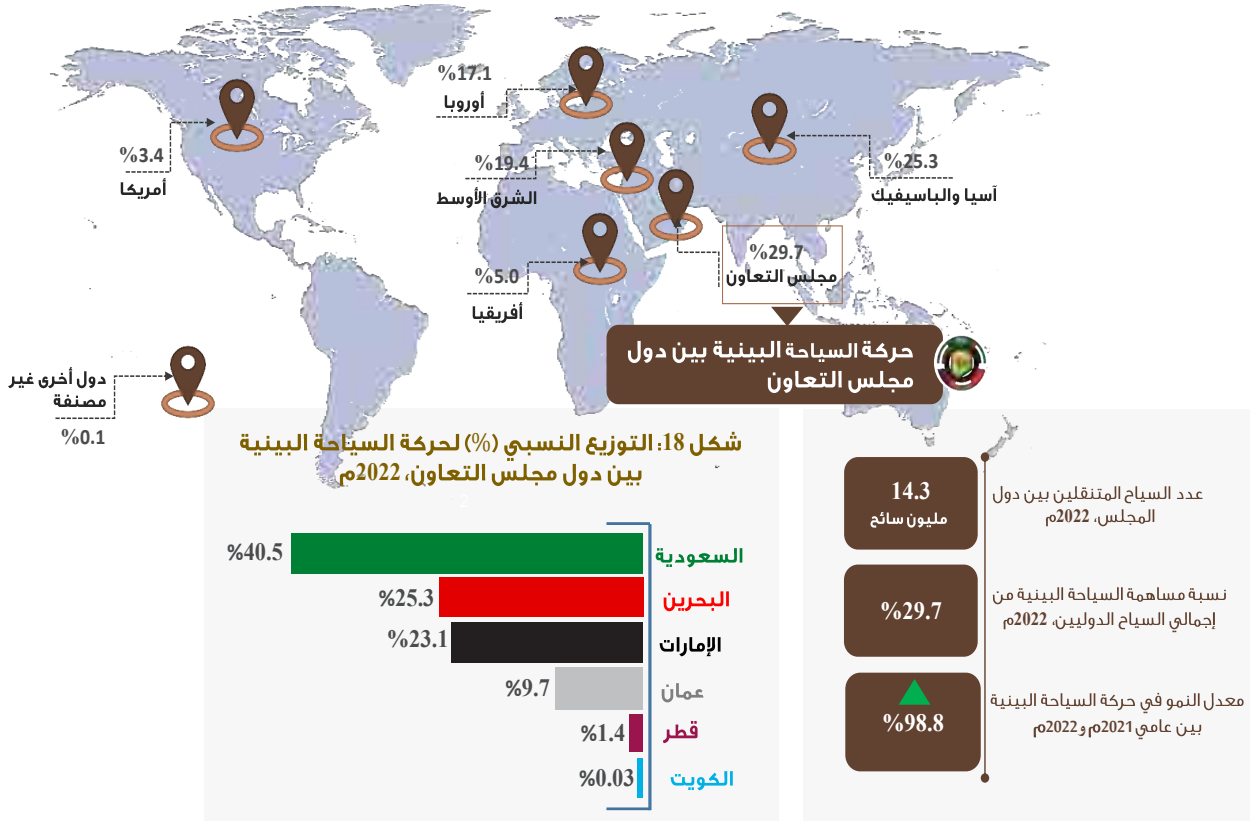 %17.1
أوروبا
%3.4
أمريكا
%19.4
الشرق الأوسط
%25.3
آسيا والباسيفيك
%29.7
مجلس التعاون
%5.0
أفريقيا
دول أخرى غير
مصنفة
%0.1
حركة السياحة البينية بين دول
مجلس التعاون
شكل 18: التوزيع النسبي (%) لحركة السياحة البينية
بين دول مجلس التعاون، 2022م
السعودية %40.5
البحرين %25.3
الإمارات %23.1
عمان %9.7
قطر %1.4
الكويت %0.03
عدد السياح المتنقلين بين دول
المجلس، 2022م
14.3
مليون سائح
نسبة مساهمة السياحة البينية من
إجمالي السياح الدوليين، 2022م
%29.7
معدل النمو في حركة السياحة البينية
بين عامي 2021م و2022م
%98.8